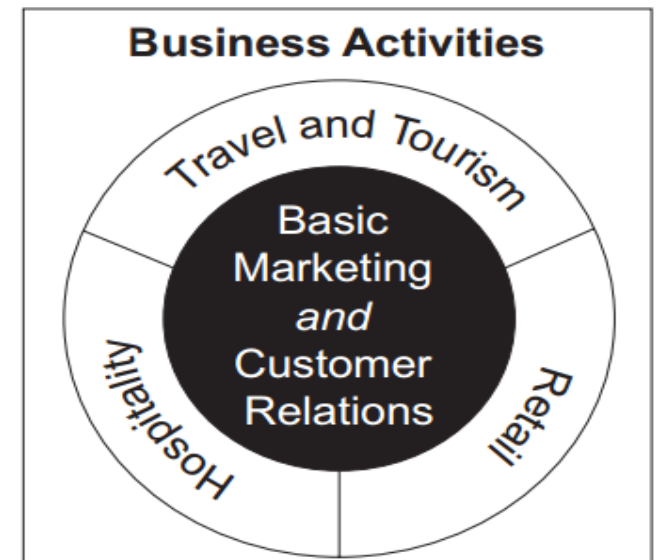 Business Activities
Travel and Tourism
Basic
Marketing
and
Customer
Relations
Hospitality
Retail